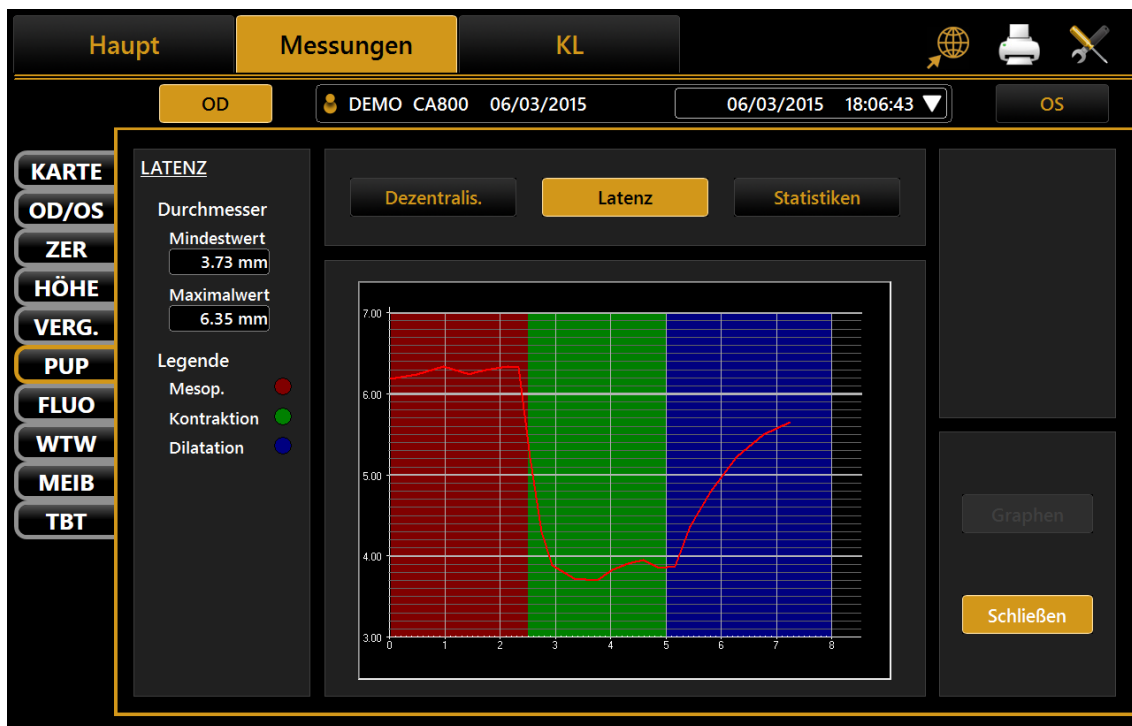 Haupt Messungen KL
OD DEMO CA800 06/03/2015 06/03/2015 18:06:43 OS
KARTE
OD/OS
ZER
HÖHE
VERG.
PUP
FLUO
WTW
MEIB
TBT
LATENZ
Durchmesser
Mindestwert
3.73 mm
Maximalwert
6.35 mm
Legende
Mesop.
Kontraktion
Dilatation
Dezentralis. Latenz Statistiken
7.00
6.00
5.00
4.00
3.00
0 1 2 3 4 5 6 7 8
Graphen
Schließen